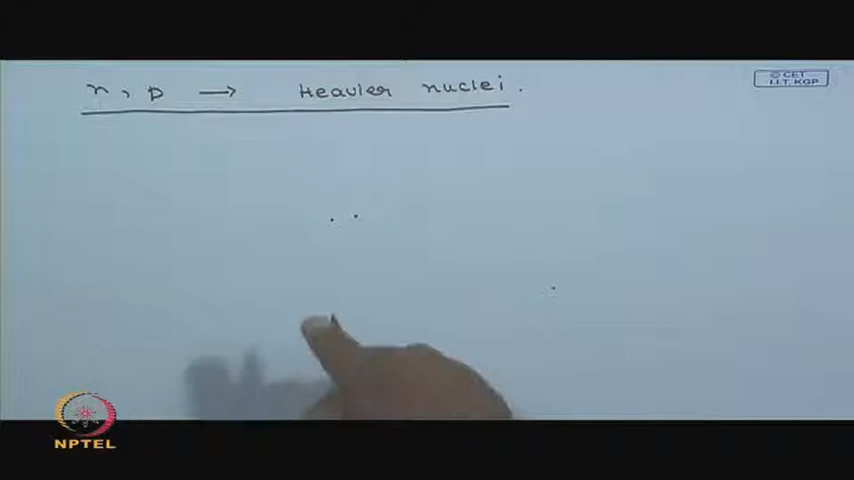 n, p → Heavier nuclei.
© CET
I.I.T. KGP
NPTEL